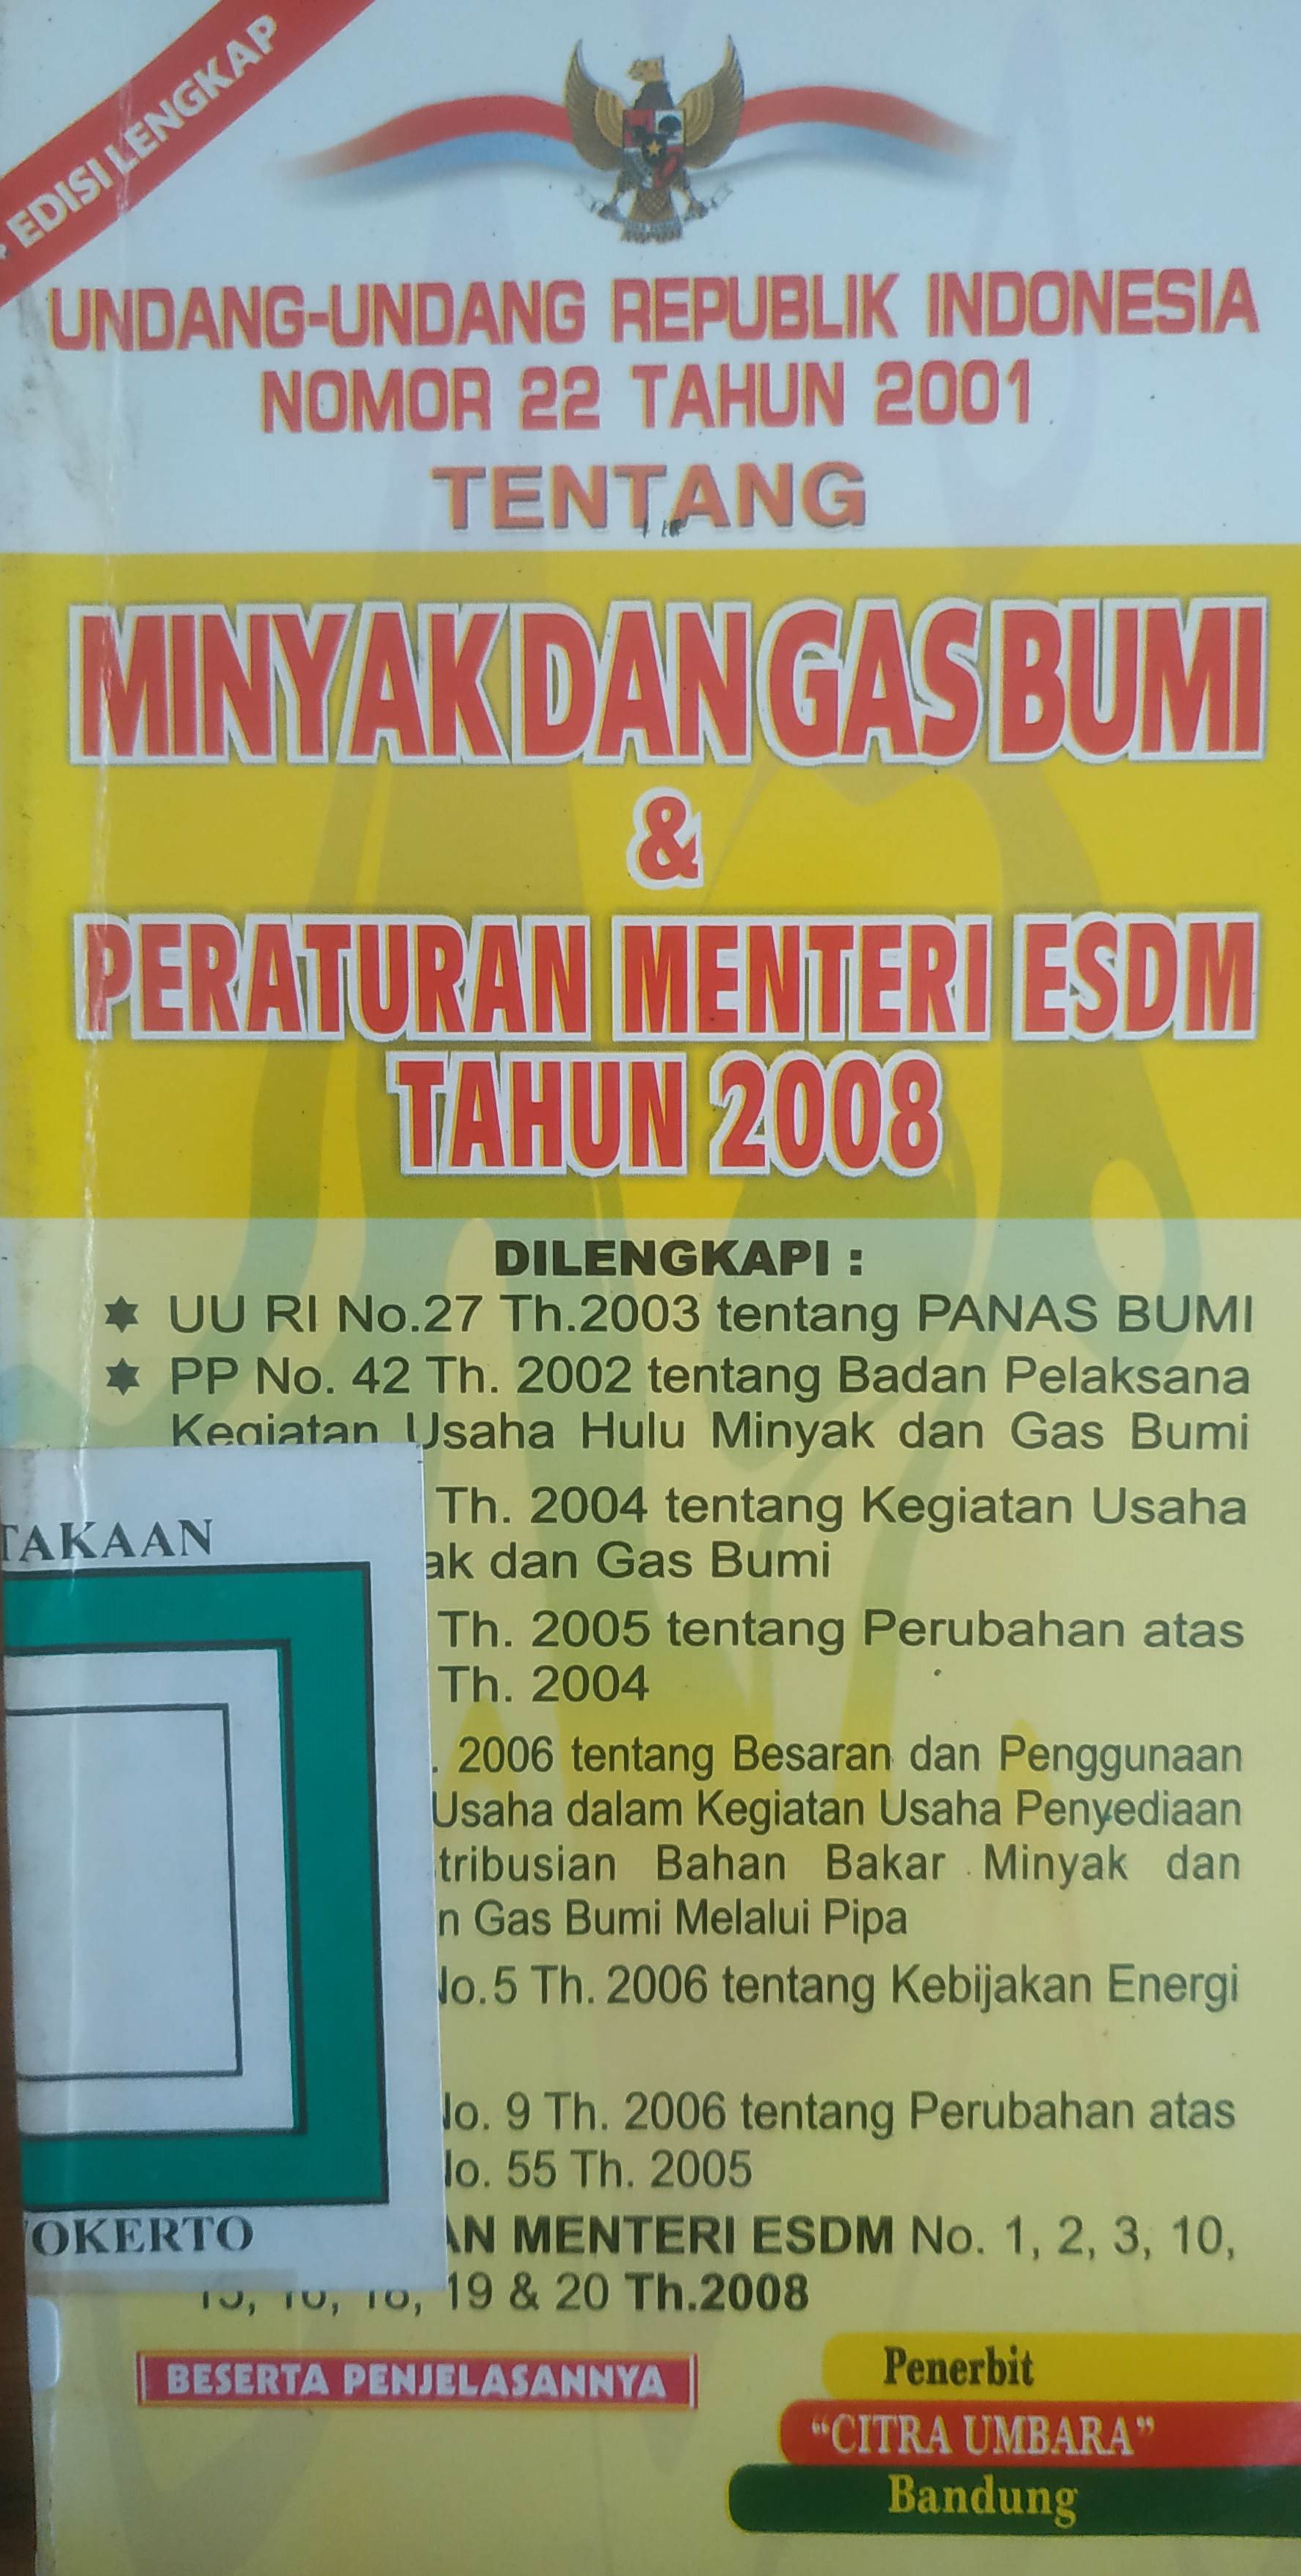 EDISI LENGKAP
UNDANG-UNDANG REPUBLIK INDONESIA
NOMOR 22 TAHUN 2001
TENTANG
MINYAK DAN GAS BUMI
&
PERATURAN MENTERI ESDM
TAHUN 2008
DILENGKAPI :
UU RI No.27 Th.2003 tentang PANAS BUMI
PP No. 42 Th. 2002 tentang Badan Pelaksana
Kegiatan Usaha Hulu Minyak dan Gas Bumi
Th. 2004 tentang Kegiatan Usaha
ak dan Gas Bumi
Th. 2005 tentang Perubahan atas
Th. 2004
. 2006 tentang Besaran dan Penggunaan
Usaha dalam Kegiatan Usaha Penyediaan
tribusian Bahan Bakar Minyak dan
n Gas Bumi Melalui Pipa
No.5 Th. 2006 tentang Kebijakan Energi
No. 9 Th. 2006 tentang Perubahan atas
No. 55 Th. 2005
AN MENTERI ESDM No. 1, 2, 3, 10,
19 & 20 Th.2008
TAKAAN
OKERTO
BESERTA PENJELASANNYA
Penerbit
"CITRA UMBARA"
Bandung